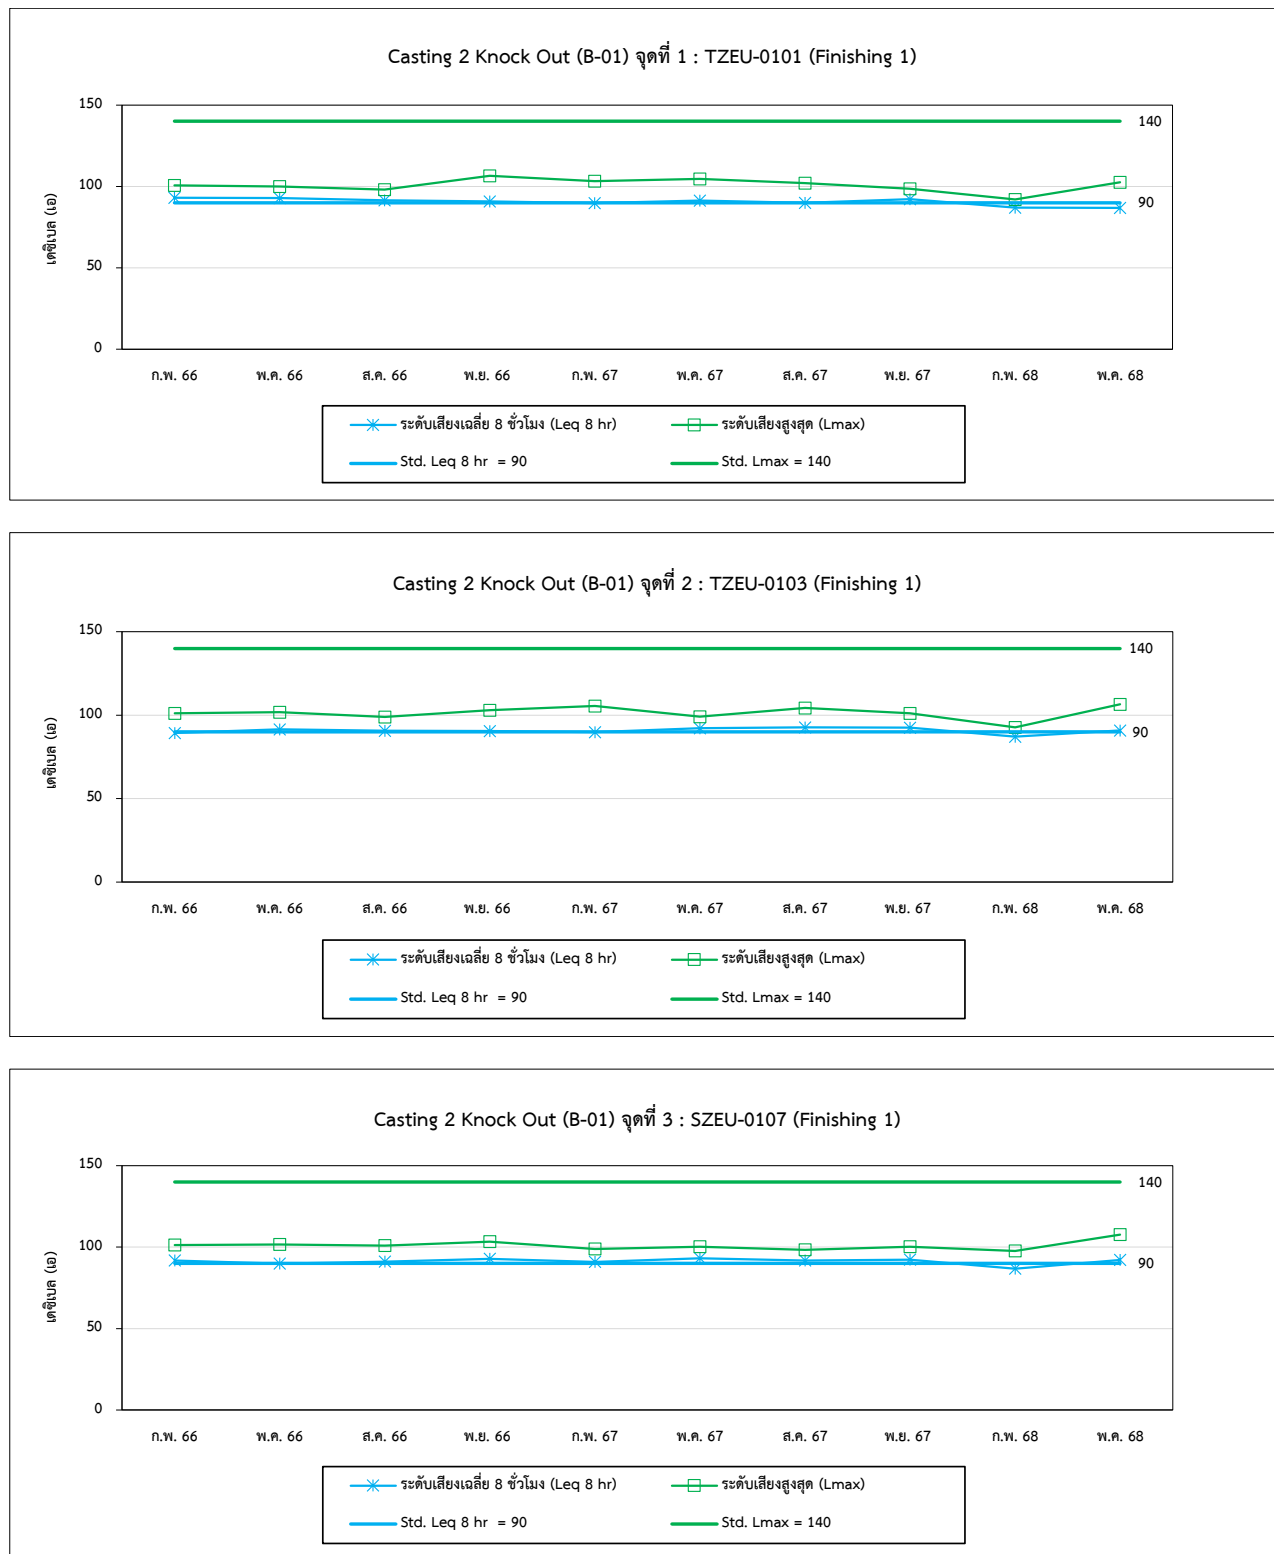 Casting 2 Knock Out (B-01) จุดที่ 1 : TZEU-0101 (Finishing 1)
เดซิเบล (เอ)
150
100
50
0
140
90
ก.พ. 66 พ.ค. 66 ส.ค. 66 พ.ย. 66 ก.พ. 67 พ.ค. 67 ส.ค. 67 พ.ย. 67 ก.พ. 68 พ.ค. 68
ระดับเสียงเฉลี่ย 8 ชั่วโมง (Leq 8 hr) ระดับเสียงสูงสุด (Lmax)
Std. Leq 8 hr = 90 Std. Lmax = 140
Casting 2 Knock Out (B-01) จุดที่ 2 : TZEU-0103 (Finishing 1)
เดซิเบล (เอ)
150
100
50
0
140
90
ก.พ. 66 พ.ค. 66 ส.ค. 66 พ.ย. 66 ก.พ. 67 พ.ค. 67 ส.ค. 67 พ.ย. 67 ก.พ. 68 พ.ค. 68
ระดับเสียงเฉลี่ย 8 ชั่วโมง (Leq 8 hr) ระดับเสียงสูงสุด (Lmax)
Std. Leq 8 hr = 90 Std. Lmax = 140
Casting 2 Knock Out (B-01) จุดที่ 3 : SZEU-0107 (Finishing 1)
เดซิเบล (เอ)
150
100
50
0
140
90
ก.พ. 66 พ.ค. 66 ส.ค. 66 พ.ย. 66 ก.พ. 67 พ.ค. 67 ส.ค. 67 พ.ย. 67 ก.พ. 68 พ.ค. 68
ระดับเสียงเฉลี่ย 8 ชั่วโมง (Leq 8 hr) ระดับเสียงสูงสุด (Lmax)
Std. Leq 8 hr = 90 Std. Lmax = 140